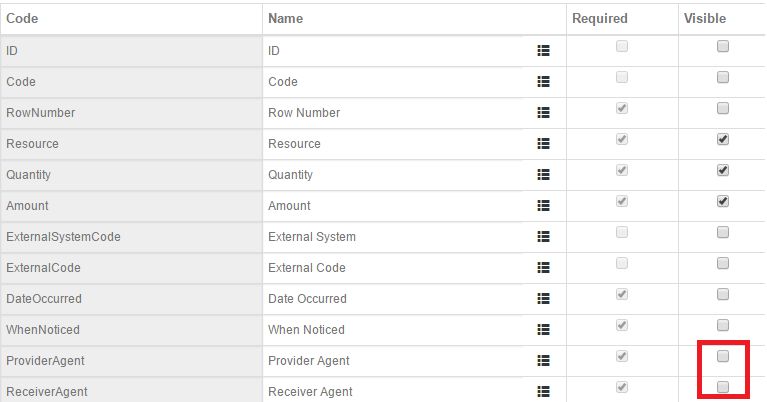 Code Name Required Visible
ID ID
Code Code
RowNumber Row Number
Resource Resource
Quantity Quantity
Amount Amount
ExternalSystemCode External System
ExternalCode External Code
DateOccurred Date Occurred
WhenNoticed When Noticed
ProviderAgent Provider Agent
ReceiverAgent Receiver Agent